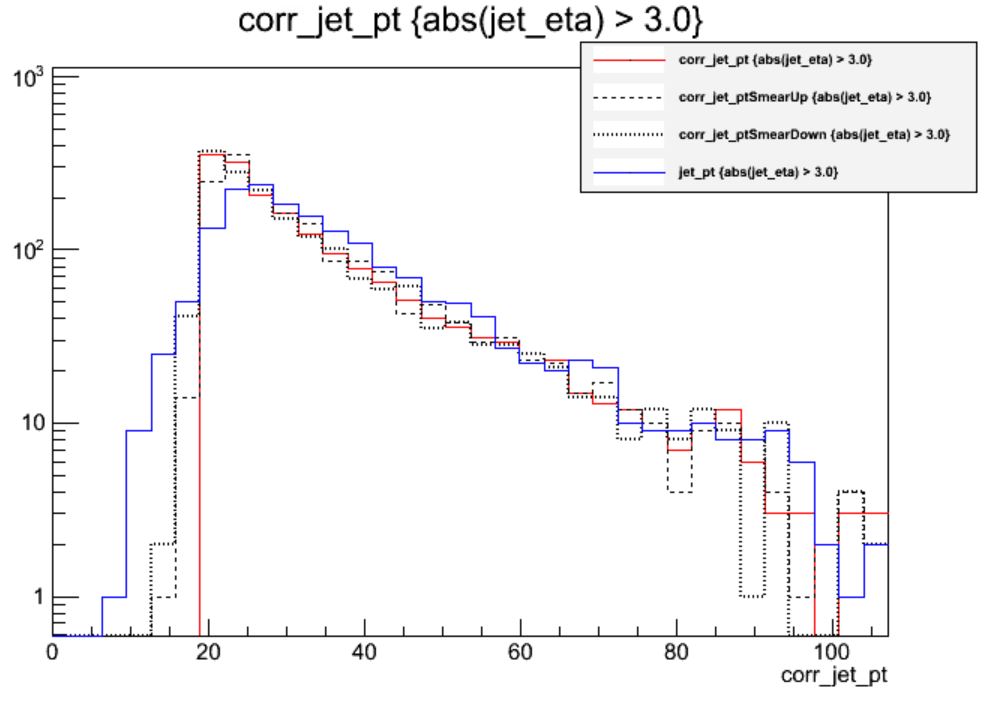 corr_jet_pt {abs(jet_eta) > 3.0}
corr_jet_pt {abs(jet_eta) > 3.0}
corr_jet_ptSmearUp {abs(jet_eta) > 3.0}
corr_jet_ptSmearDown {abs(jet_eta) > 3.0}
jet_pt {abs(jet_eta) > 3.0}
10³
10²
10
1
0 20 40 60 80 100
corr_jet_pt